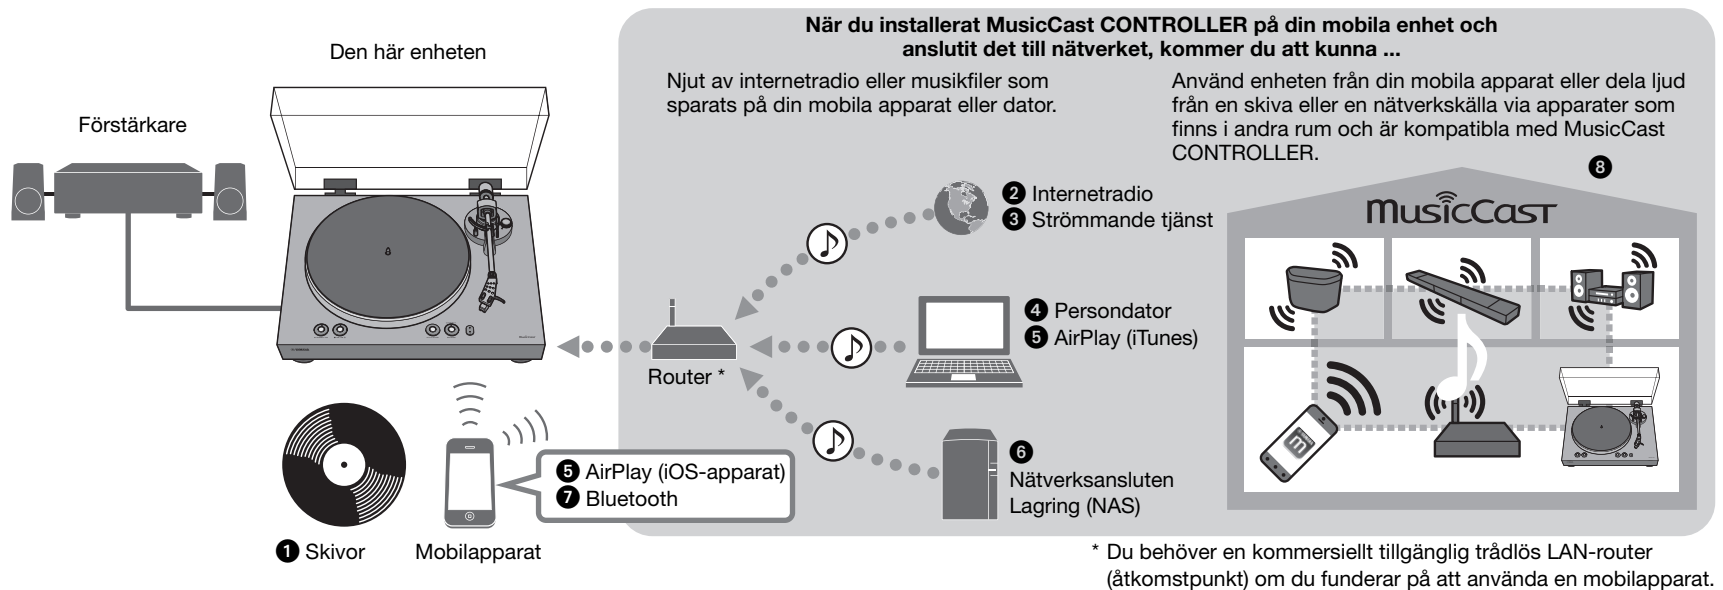 När du installerat MusicCast CONTROLLER på din mobila enhet och
anslutit det till nätverket, kommer du att kunna ...
Den här enheten
Förstärkare
Njut av internetradio eller musikfiler som
sparats på din mobila apparat eller dator.
Använd enheten från din mobila apparat eller dela ljud
från en skiva eller en nätverkskälla via apparater som
finns i andra rum och är kompatibla med MusicCast
CONTROLLER.
8
MusicCast
2 Internetradio
3 Strömmande tjänst
4 Persondator
5 AirPlay (iTunes)
Router *
6
Nätverksansluten
Lagring (NAS)
5 AirPlay (iOS-apparat)
7 Bluetooth
1 Skivor
Mobilapparat
* Du behöver en kommersiellt tillgänglig trådlös LAN-router
(åtkomstpunkt) om du funderar på att använda en mobilapparat.